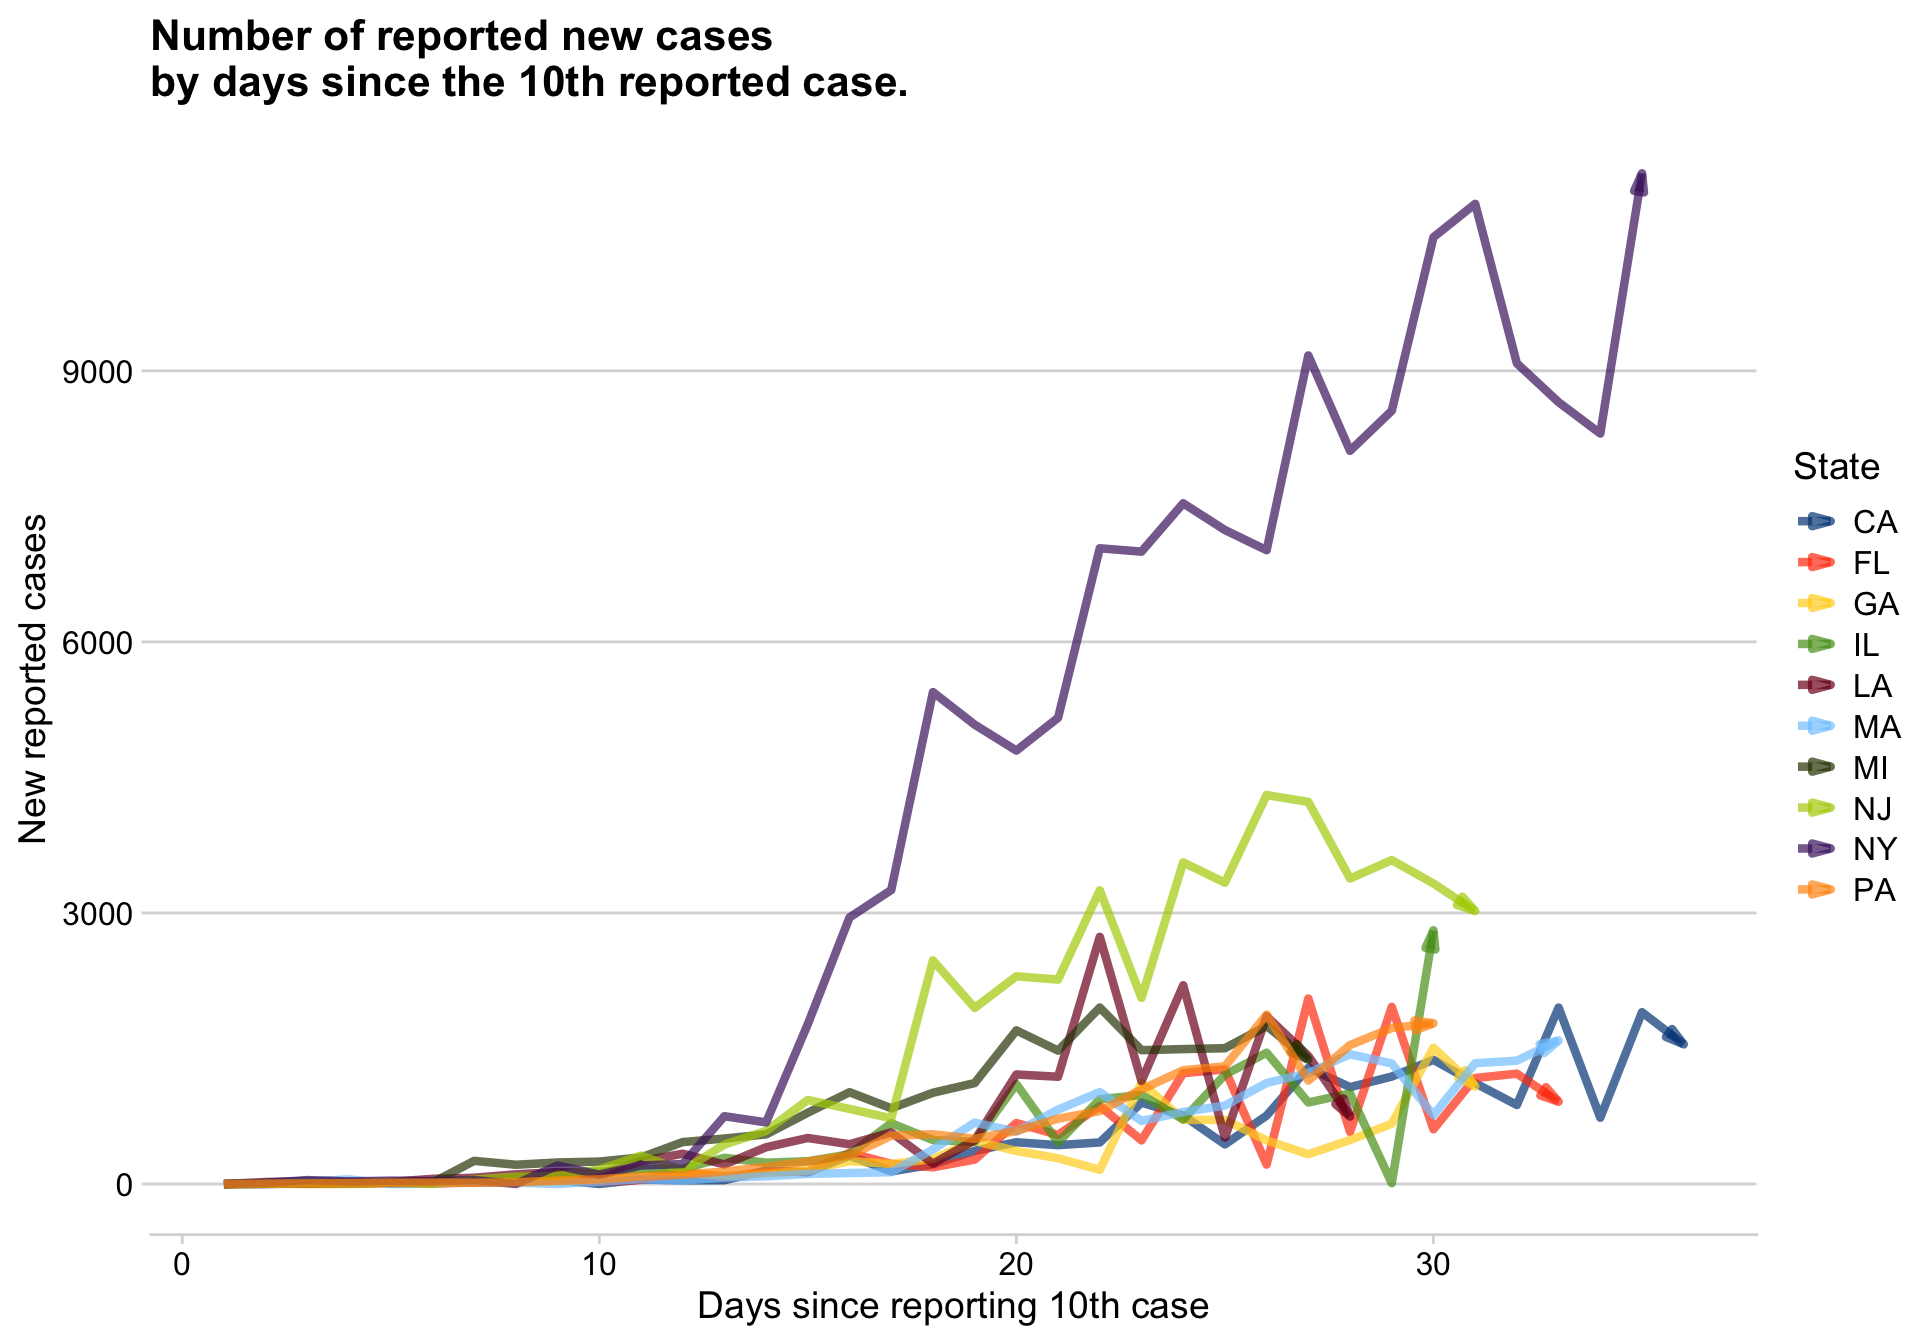 Number of reported new cases
by days since the 10th reported case.
New reported cases
9000
6000
3000
0
0 10 20 30
Days since reporting 10th case
State
CA
FL
GA
IL
LA
MA
MI
NJ
NY
PA